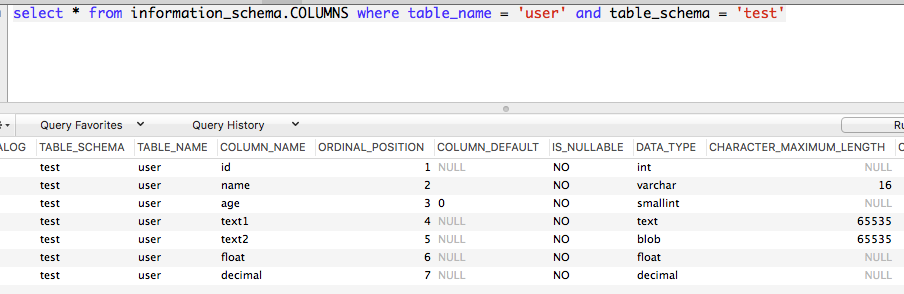 select * from information_schema.COLUMNS where table_name = 'user' and table_schema = 'test'
Query Favorites Query History Ru
ALOG TABLE_SCHEMA TABLE_NAME COLUMN_NAME ORDINAL_POSITION COLUMN_DEFAULT IS_NULLABLE DATA_TYPE CHARACTER_MAXIMUM_LENGTH C
test user id 1 NULL NO int NULL
test user name 2 NO varchar 16
test user age 3 0 NO smallint NULL
test user text1 4 NULL NO text 65535
test user text2 5 NULL NO blob 65535
test user float 6 NULL NO float NULL
test user decimal 7 NULL NO decimal NULL